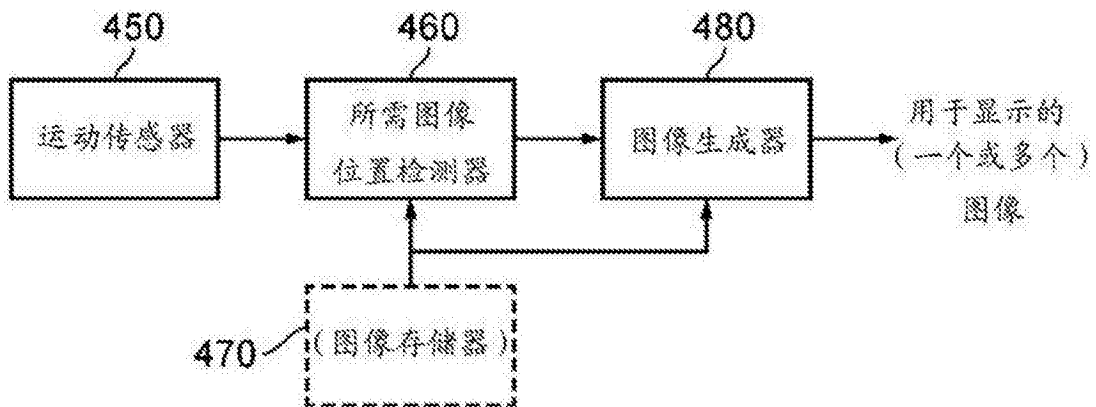 450
460
480
运动传感器
所需图像
位置检测器
图像生成器
用于显示的
（一个或多个）
图像
470
（图像存储器）